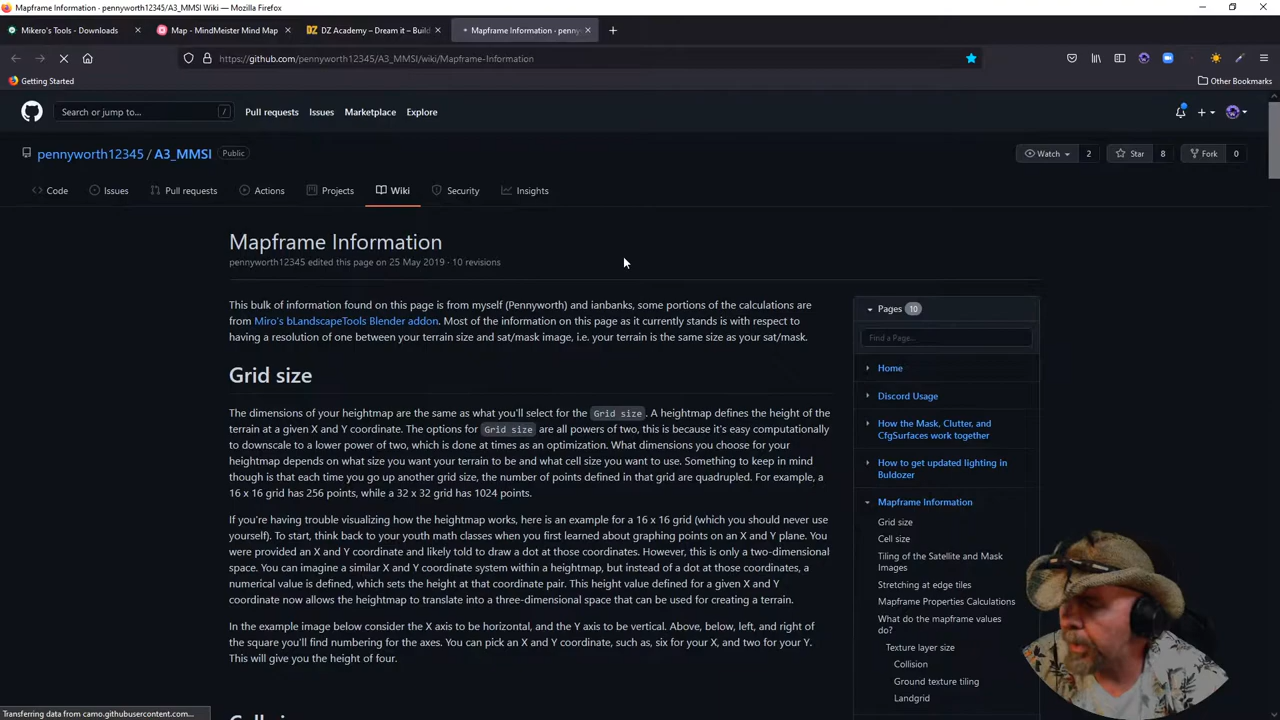 Mapframe Information · pennyworth12345/A3_MMSI Wiki — Mozilla Firefox
Mikero's Tools - Downloads
Map - MindMeister Mind Map
DZ Academy – Dream it – Build
Mapframe Information · penny
https://github.com/pennyworth12345/A3_MMSI/wiki/Mapframe-Information
Getting Started
Other Bookmarks
Search or jump to...
/
Pull requests
Issues
Marketplace
Explore
pennyworth12345 / A3_MMSI
Public
Watch
2
Star
8
Fork
0
Code
Issues
Pull requests
Actions
Projects
Wiki
Security
Insights
Mapframe Information
pennyworth12345 edited this page on 25 May 2019 · 10 revisions
This bulk of information found on this page is from myself (Pennyworth) and ianbanks, some portions of the calculations are
from Miro's bLandscapeTools Blender addon. Most of the information on this page as it currently stands is with respect to
having a resolution of one between your terrain size and sat/mask image, i.e. your terrain is the same size as your sat/mask.
Grid size
The dimensions of your heightmap are the same as what you'll select for the Grid size. A heightmap defines the height of the
terrain at a given X and Y coordinate. The options for Grid size are all powers of two, this is because it's easy computationally
to downscale to a lower power of two, which is done at times as an optimization. What dimensions you choose for your
heightmap depends on what size you want your terrain to be and what cell size you want to use. Something to keep in mind
though is that each time you go up another grid size, the number of points defined in that grid are quadrupled. For example, a
16 x 16 grid has 256 points, while a 32 x 32 grid has 1024 points.
If you're having trouble visualizing how the heightmap works, here is an example for a 16 x 16 grid (which you should never use
yourself). To start, think back to your youth math classes when you first learned about graphing points on an X and Y plane. You
were provided an X and Y coordinate and likely told to draw a dot at those coordinates. However, this is only a two-dimensional
space. You can imagine a similar X and Y coordinate system within a heightmap, but instead of a dot at those coordinates, a
numerical value is defined, which sets the height at that coordinate pair. This height value defined for a given X and Y
coordinate now allows the heightmap to translate into a three-dimensional space that can be used for creating a terrain.
In the example image below consider the X axis to be horizontal, and the Y axis to be vertical. Above, below, left, and right of
the square you'll find numbering for the axes. You can pick an X and Y coordinate, such as, six for your X, and two for your Y.
This will give you the height of four.
Pages 10
Find a Page...
Home
Discord Usage
How the Mask, Clutter, and
CfgSurfaces work together
How to get updated lighting in
Buldozer
Mapframe Information
Grid size
Cell size
Tiling of the Satellite and Mask
Images
Stretching at edge tiles
Mapframe Properties Calculations
What do the mapframe values
do?
Texture layer size
Collision
Ground texture tiling
Landgrid
Transferring data from camo.githubusercontent.com...